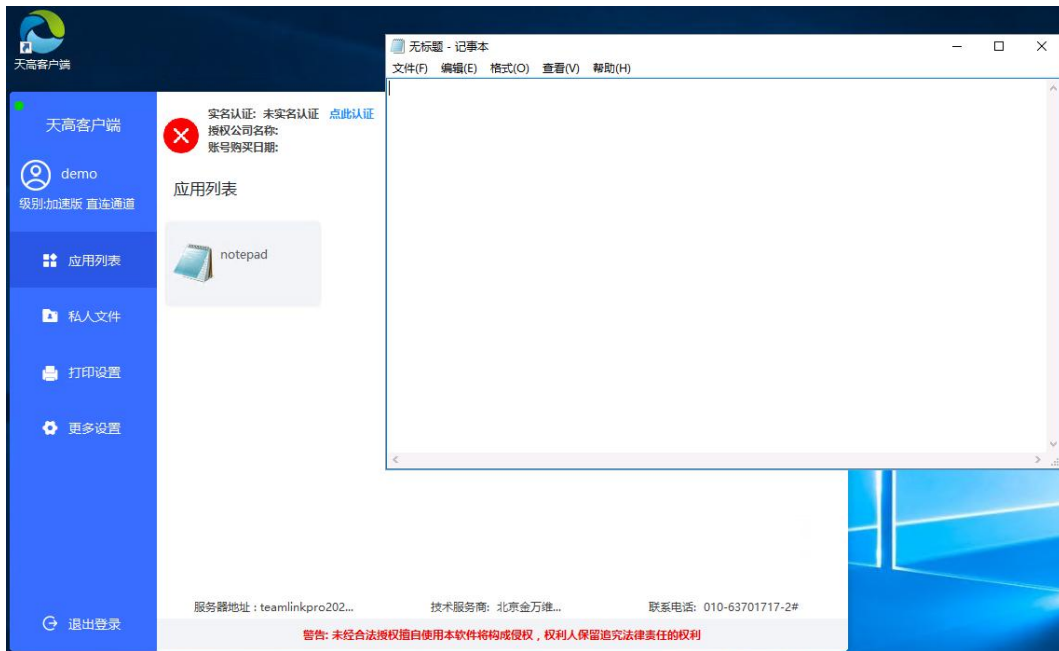 天高客户端
无标题 - 记事本
文件(F) 编辑(E) 格式(O) 查看(V) 帮助(H)
天高客户端
demo
级别:加速版 直连通道
应用列表
私人文件
打印设置
更多设置
退出登录
实名认证: 未实名认证 点此认证
授权公司名称:
账号购买日期:
应用列表
notepad
服务器地址 : teamlinkpro202... 技术服务商: 北京金万维... 联系电话: 010-63701717-2#
警告: 未经合法授权擅自使用本软件将构成侵权 , 权利人保留追究法律责任的权利